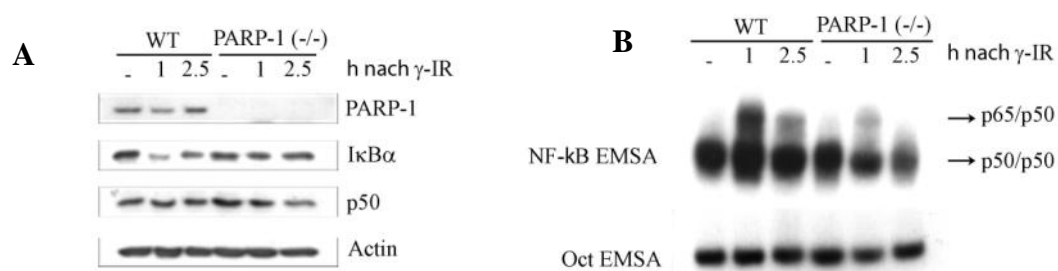 A
WT PARP-1 (-/-)
- 1 2.5 - 1 2.5 h nach γ-IR
PARP-1
IκBα
p50
Actin
B
WT PARP-1 (-/-)
- 1 2.5 - 1 2.5 h nach γ-IR
→ p65/p50
NF-kB EMSA → p50/p50
Oct EMSA